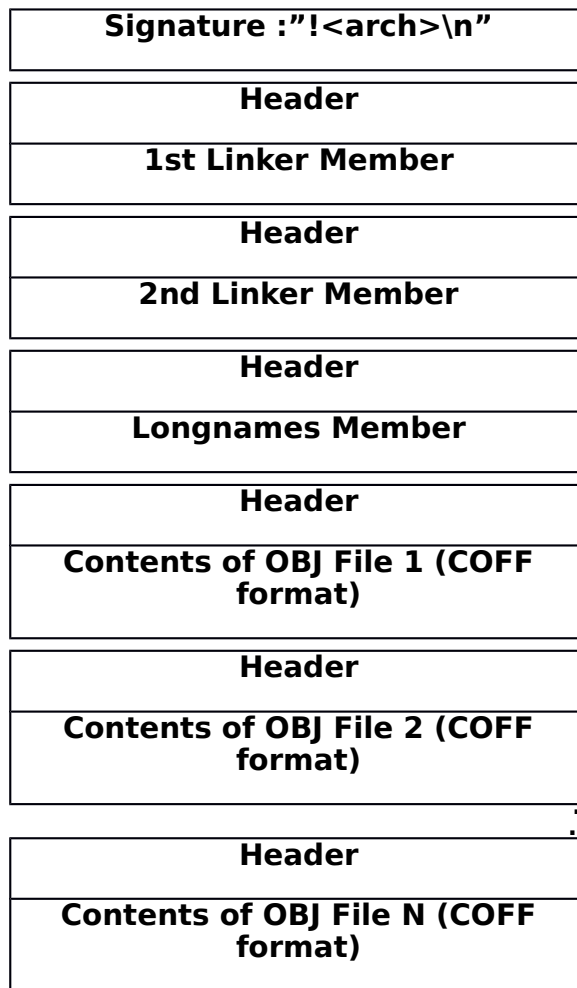 Signature :”!<arch>\n”
Header
1st Linker Member
Header
2nd Linker Member
Header
Longnames Member
Header
Contents of OBJ File 1 (COFF
format)
Header
Contents of OBJ File 2 (COFF
format)
:
Header
Contents of OBJ File N (COFF
format)